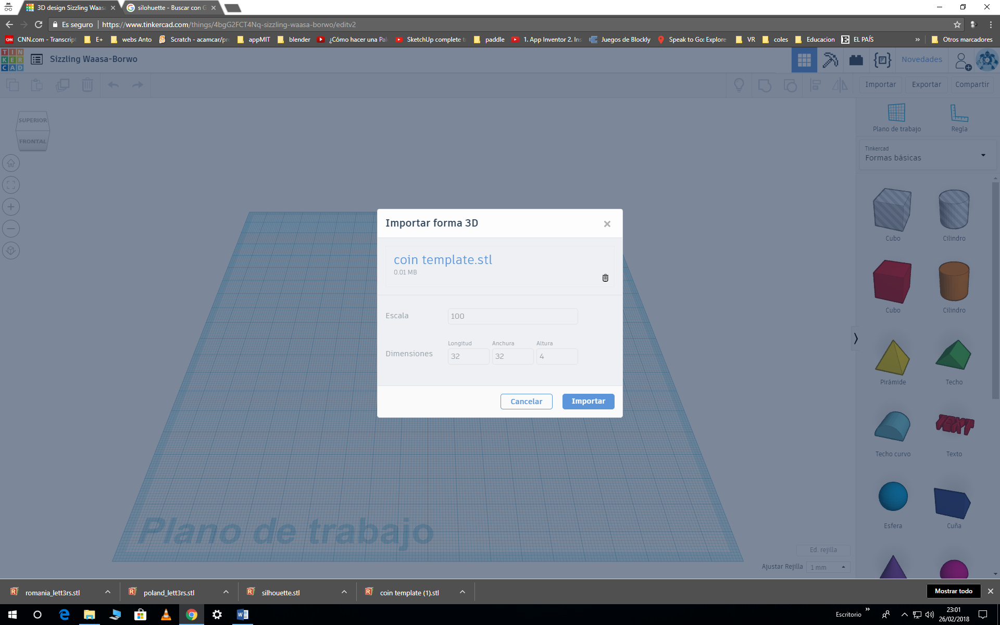 3D design Sizzling Waas
silohuette - Buscar con G
Es seguro
https://www.tinkercad.com/things/4bgG2FCT4Nq-sizzling-waasa-borwo/editv2
CNN CNN.com - Transcript
E+
webs Anto
Scratch - acamcar/pr
appMIT
blender
¿Cómo hacer una Pa
SketchUp complete t
paddle
1. App Inventor 2. Ins
Juegos de Blockly
Speak to Go: Explore
VR
coles
Educacion
E EL PAÍS
»
Otros marcadores
TIN
KER
CAD
Sizzling Waasa-Borwo
Novedades
Importar
Exportar
Compartir
SUPERIOR
FRONTAL
Plano de trabajo
Regla
Tinkercad
Formas básicas
Cubo
Cilindro
Cubo
Cilindro
Pirámide
Techo
Techo curvo
TEXT
Texto
Esfera
Cuña
Importar forma 3D
coin template.stl
0.01 MB
Escala
100
Longitud
Anchura
Altura
Dimensiones
32
32
4
Cancelar
Importar
Plano de trabajo
Ed. rejilla
Ajustar Rejilla
1 mm
romania_lett3rs.stl
poland_lett3rs.stl
silhouette.stl
coin template (1).stl
Mostrar todo
Escritorio
»
23:01
26/02/2018